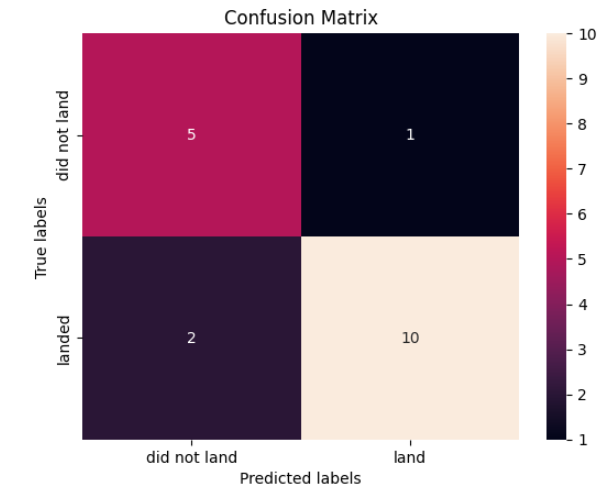 Confusion Matrix
True labels
did not land
5
1
landed
2
10
did not land
land
Predicted labels
10
9
8
7
6
5
4
3
2
1